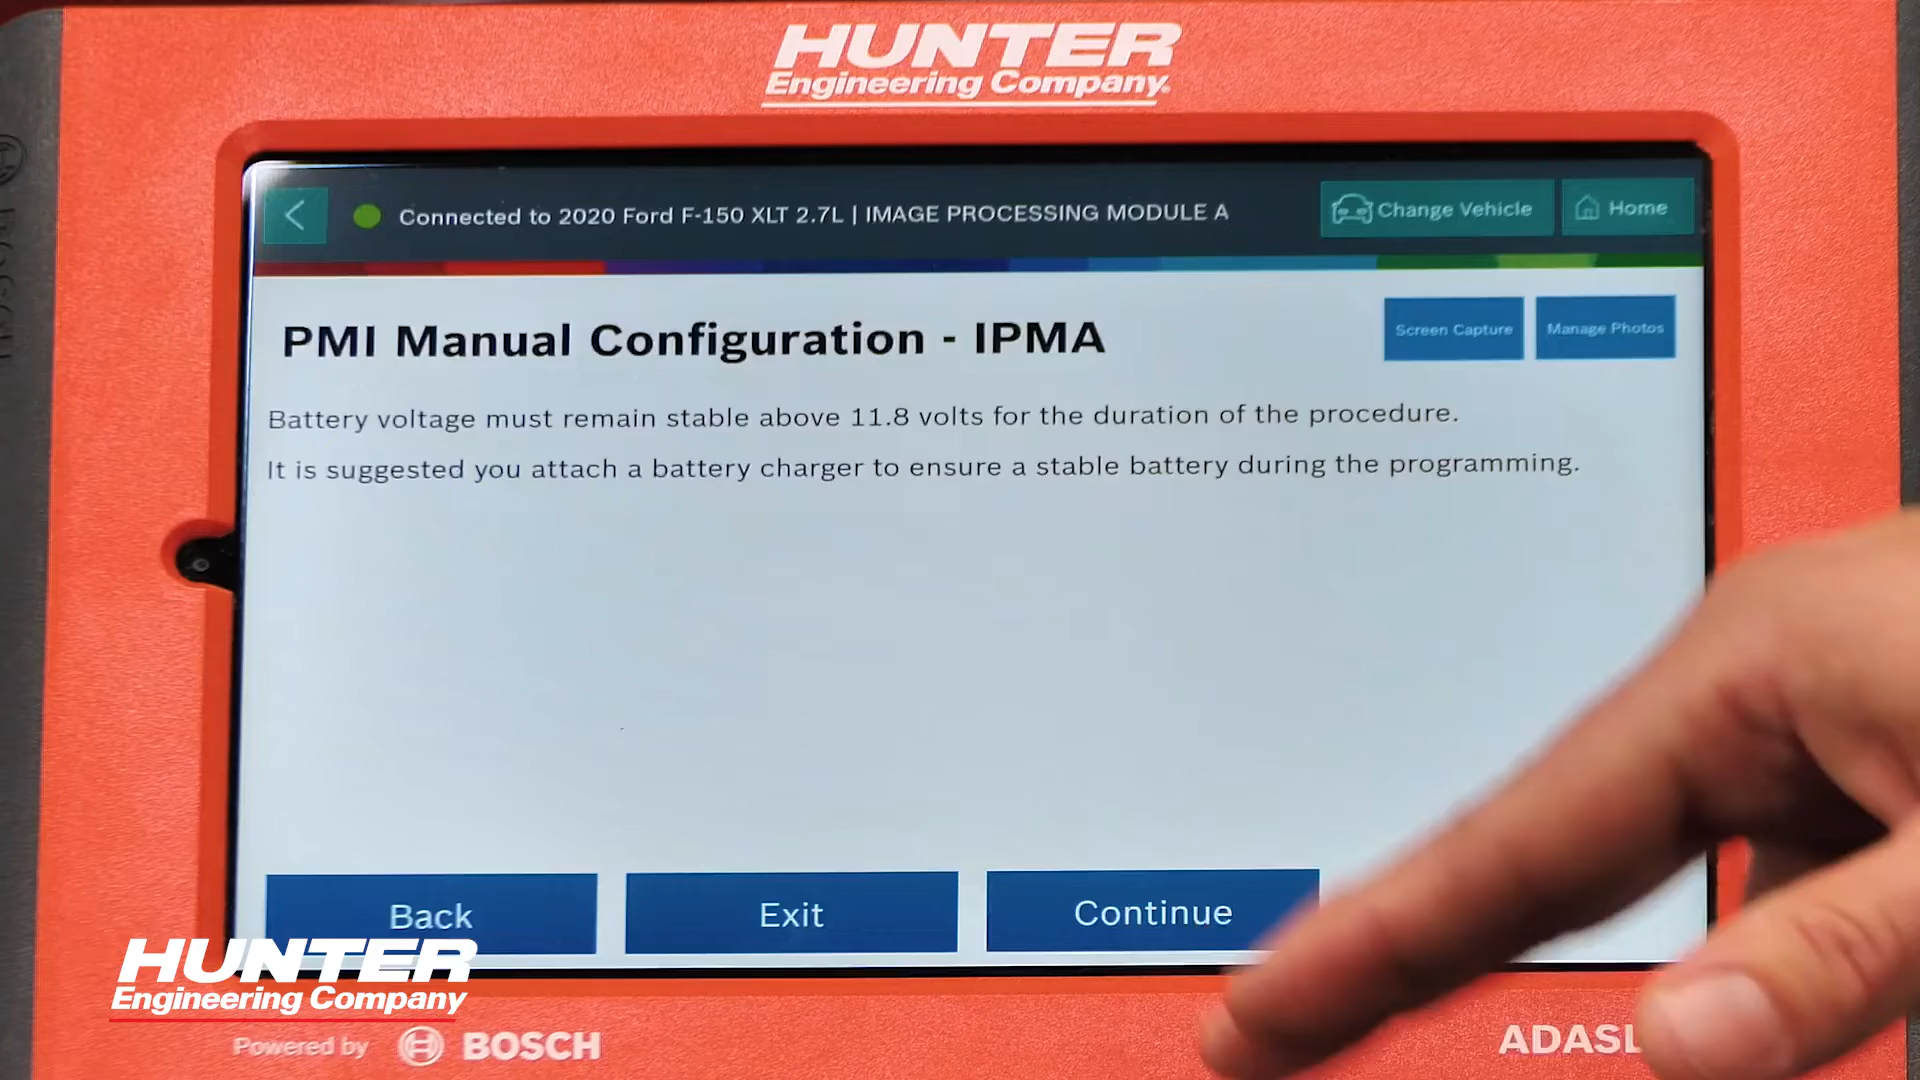 HUNTER
Engineering Company.
Connected to 2020 Ford F-150 XLT 2.7L | IMAGE PROCESSING MODULE A
Change Vehicle
Home
PMI Manual Configuration - IPMA
Screen Capture
Manage Photos
Battery voltage must remain stable above 11.8 volts for the duration of the procedure.
It is suggested you attach a battery charger to ensure a stable battery during the programming.
Back
Exit
Continue
HUNTER
Engineering Company
Powered by BOSCH
ADASL